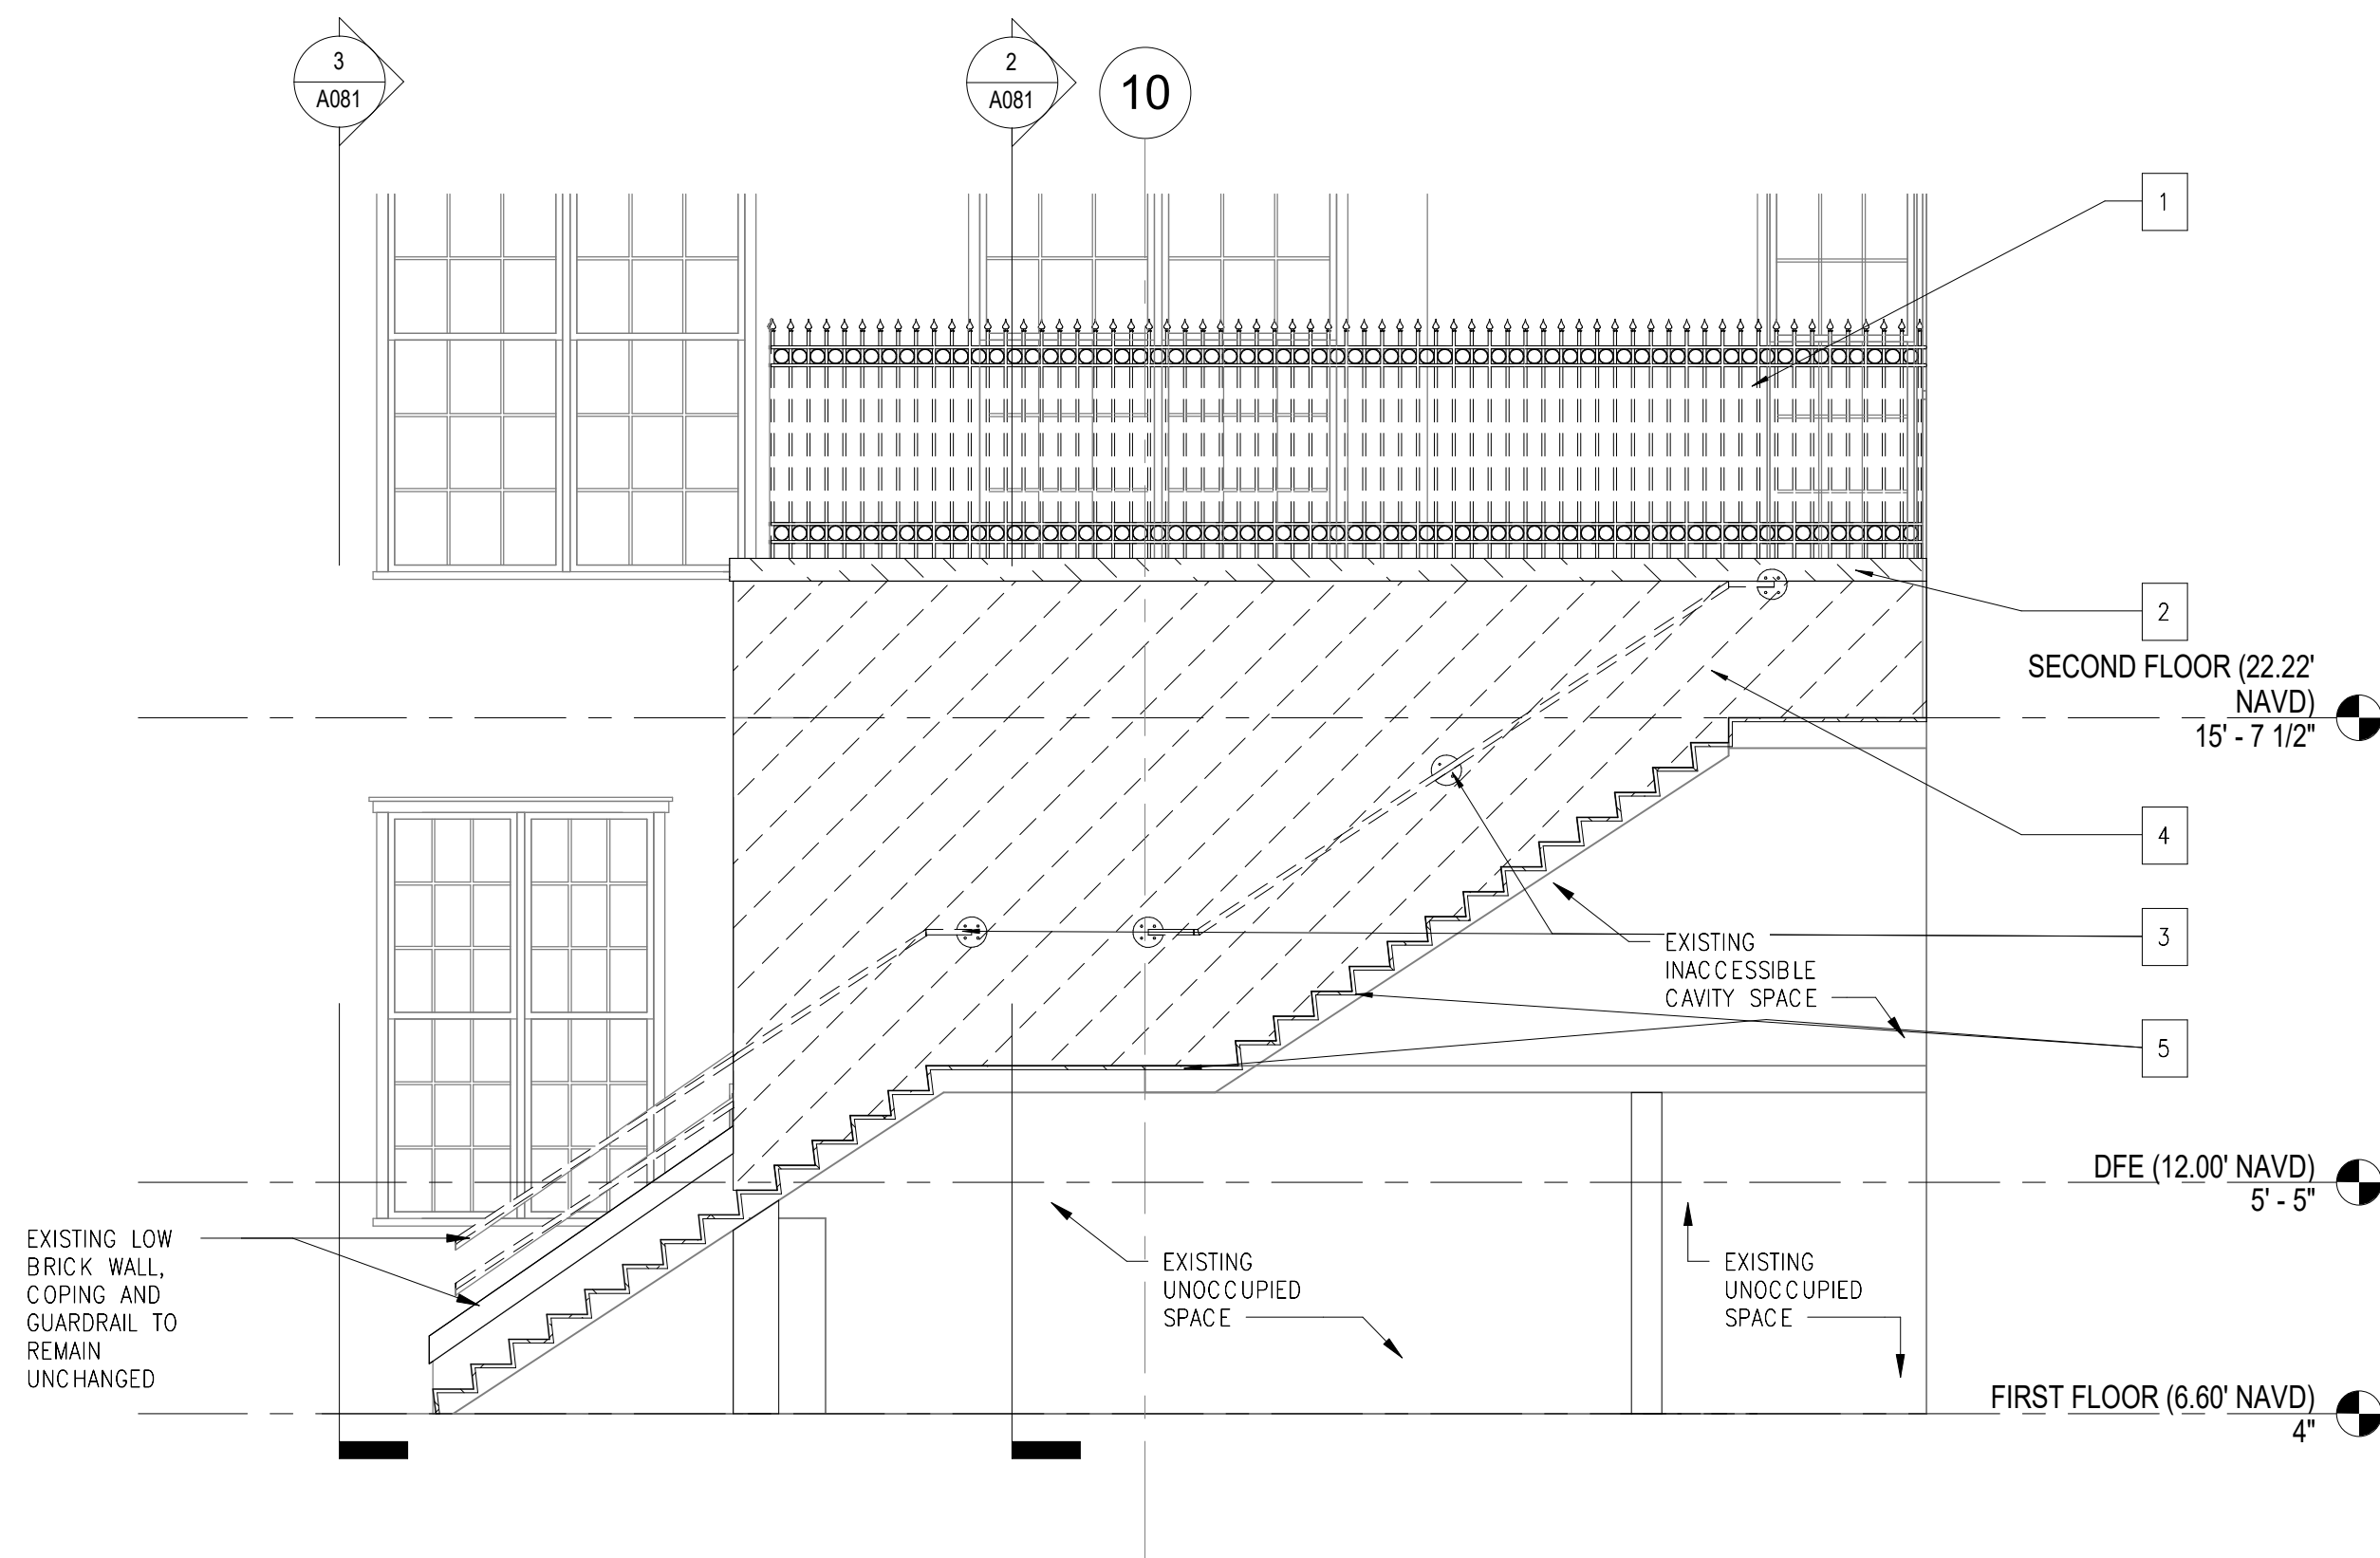 3
A081
2
A081
10
1
2
SECOND FLOOR (22.22'
NAVD)
15' - 7 1/2"
4
3
EXISTING
INACCESSIBLE
CAVITY SPACE
5
DFE (12.00' NAVD)
5' - 5"
EXISTING LOW
BRICK WALL,
COPING AND
GUARDRAIL TO
REMAIN
UNCHANGED
EXISTING
UNOCCUPIED
SPACE
EXISTING
UNOCCUPIED
SPACE
FIRST FLOOR (6.60' NAVD)
4"